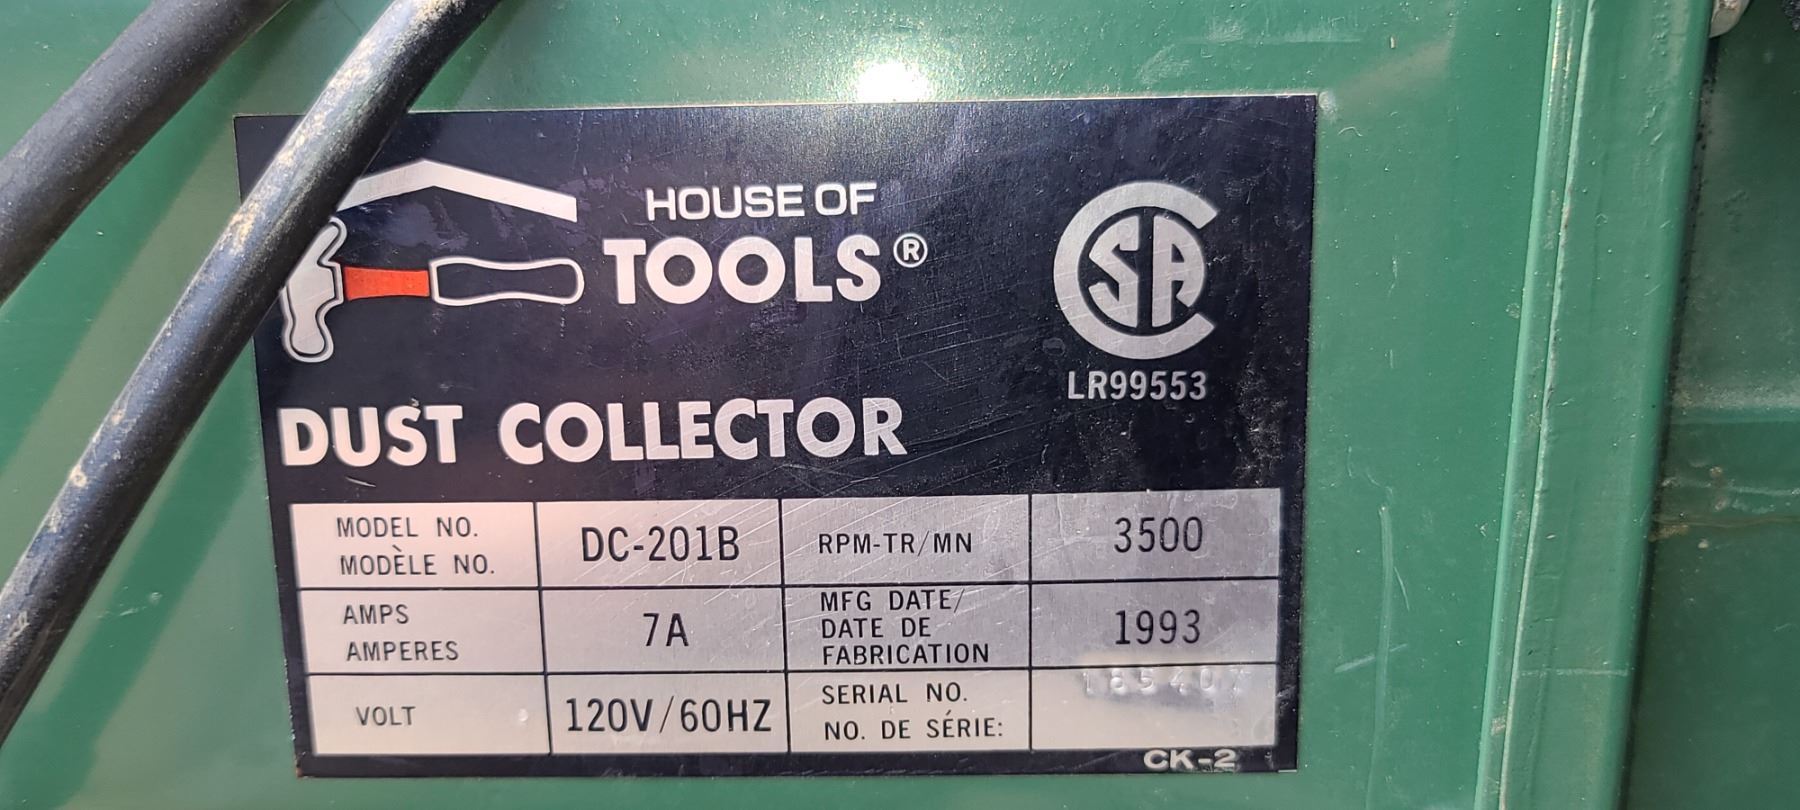 HOUSE OF
TOOLS®
CSA
LR99553
DUST COLLECTOR
MODEL NO.
MODÈLE NO.
DC-201B
RPM-TR/MN
3500
AMPS
AMPERES
7A
MFG DATE/
DATE DE
FABRICATION
1993
VOLT
120V/60HZ
SERIAL NO.
NO. DE SÉRIE:
CK-2